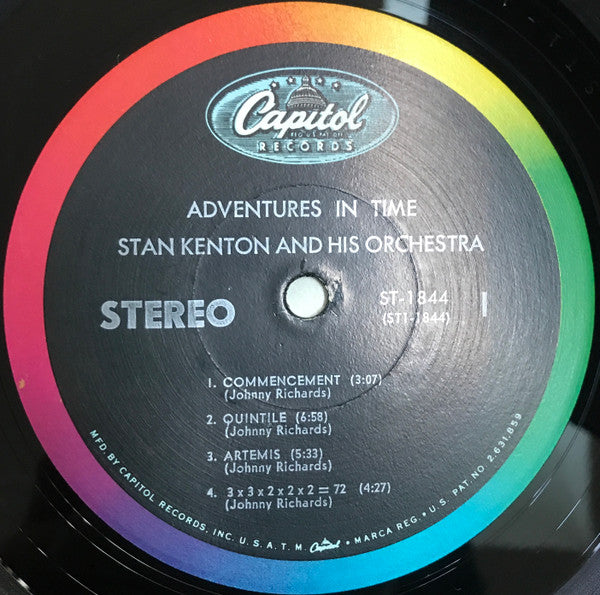 Capitol
REG. U.S. PAT. OFF.
RECORDS
ADVENTURES IN TIME
STAN KENTON AND HIS ORCHESTRA
STEREO
ST-1844
(ST1-1844)
1
1. COMMENCEMENT (3:07)
(Johnny Richards)
2. QUINTILE (6:58)
(Johnny Richards)
3. ARTEMIS (5:33)
(Johnny Richards)
4. 3 x 3 x 2 x 2 x 2 = 72 (4:27)
(Johnny Richards)
MFD. BY CAPITOL RECORDS, INC. U.S.A. T.M. Capitol • MARCA REG. • U.S. PAT. NO. 2,631,859